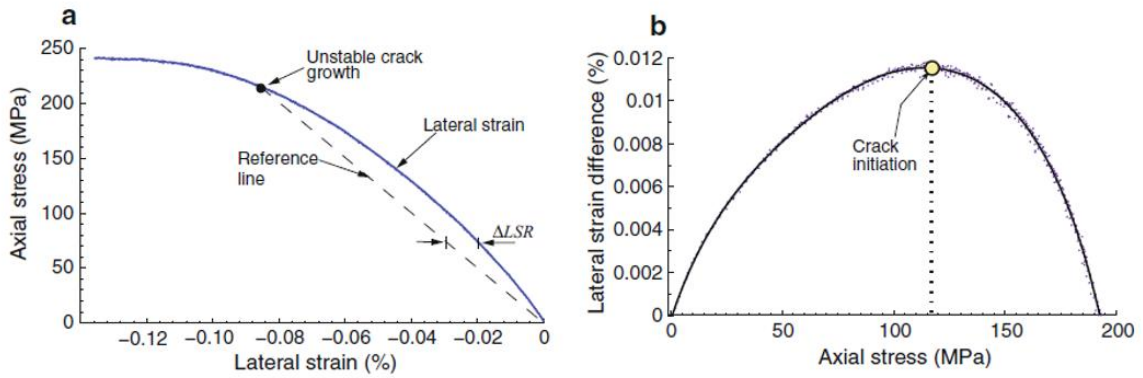 a
Axial stress (MPa)
250
200
150
100
50
0
Unstable crack
growth
Lateral strain
Reference
line
ΔLSR
−0.12 −0.10 −0.08 −0.06 −0.04 −0.02 0
Lateral strain (%)
b
Lateral strain difference (%)
0.012
0.01
0.008
0.006
0.004
0.002
0
Crack
initiation
0 50 100 150 200
Axial stress (MPa)